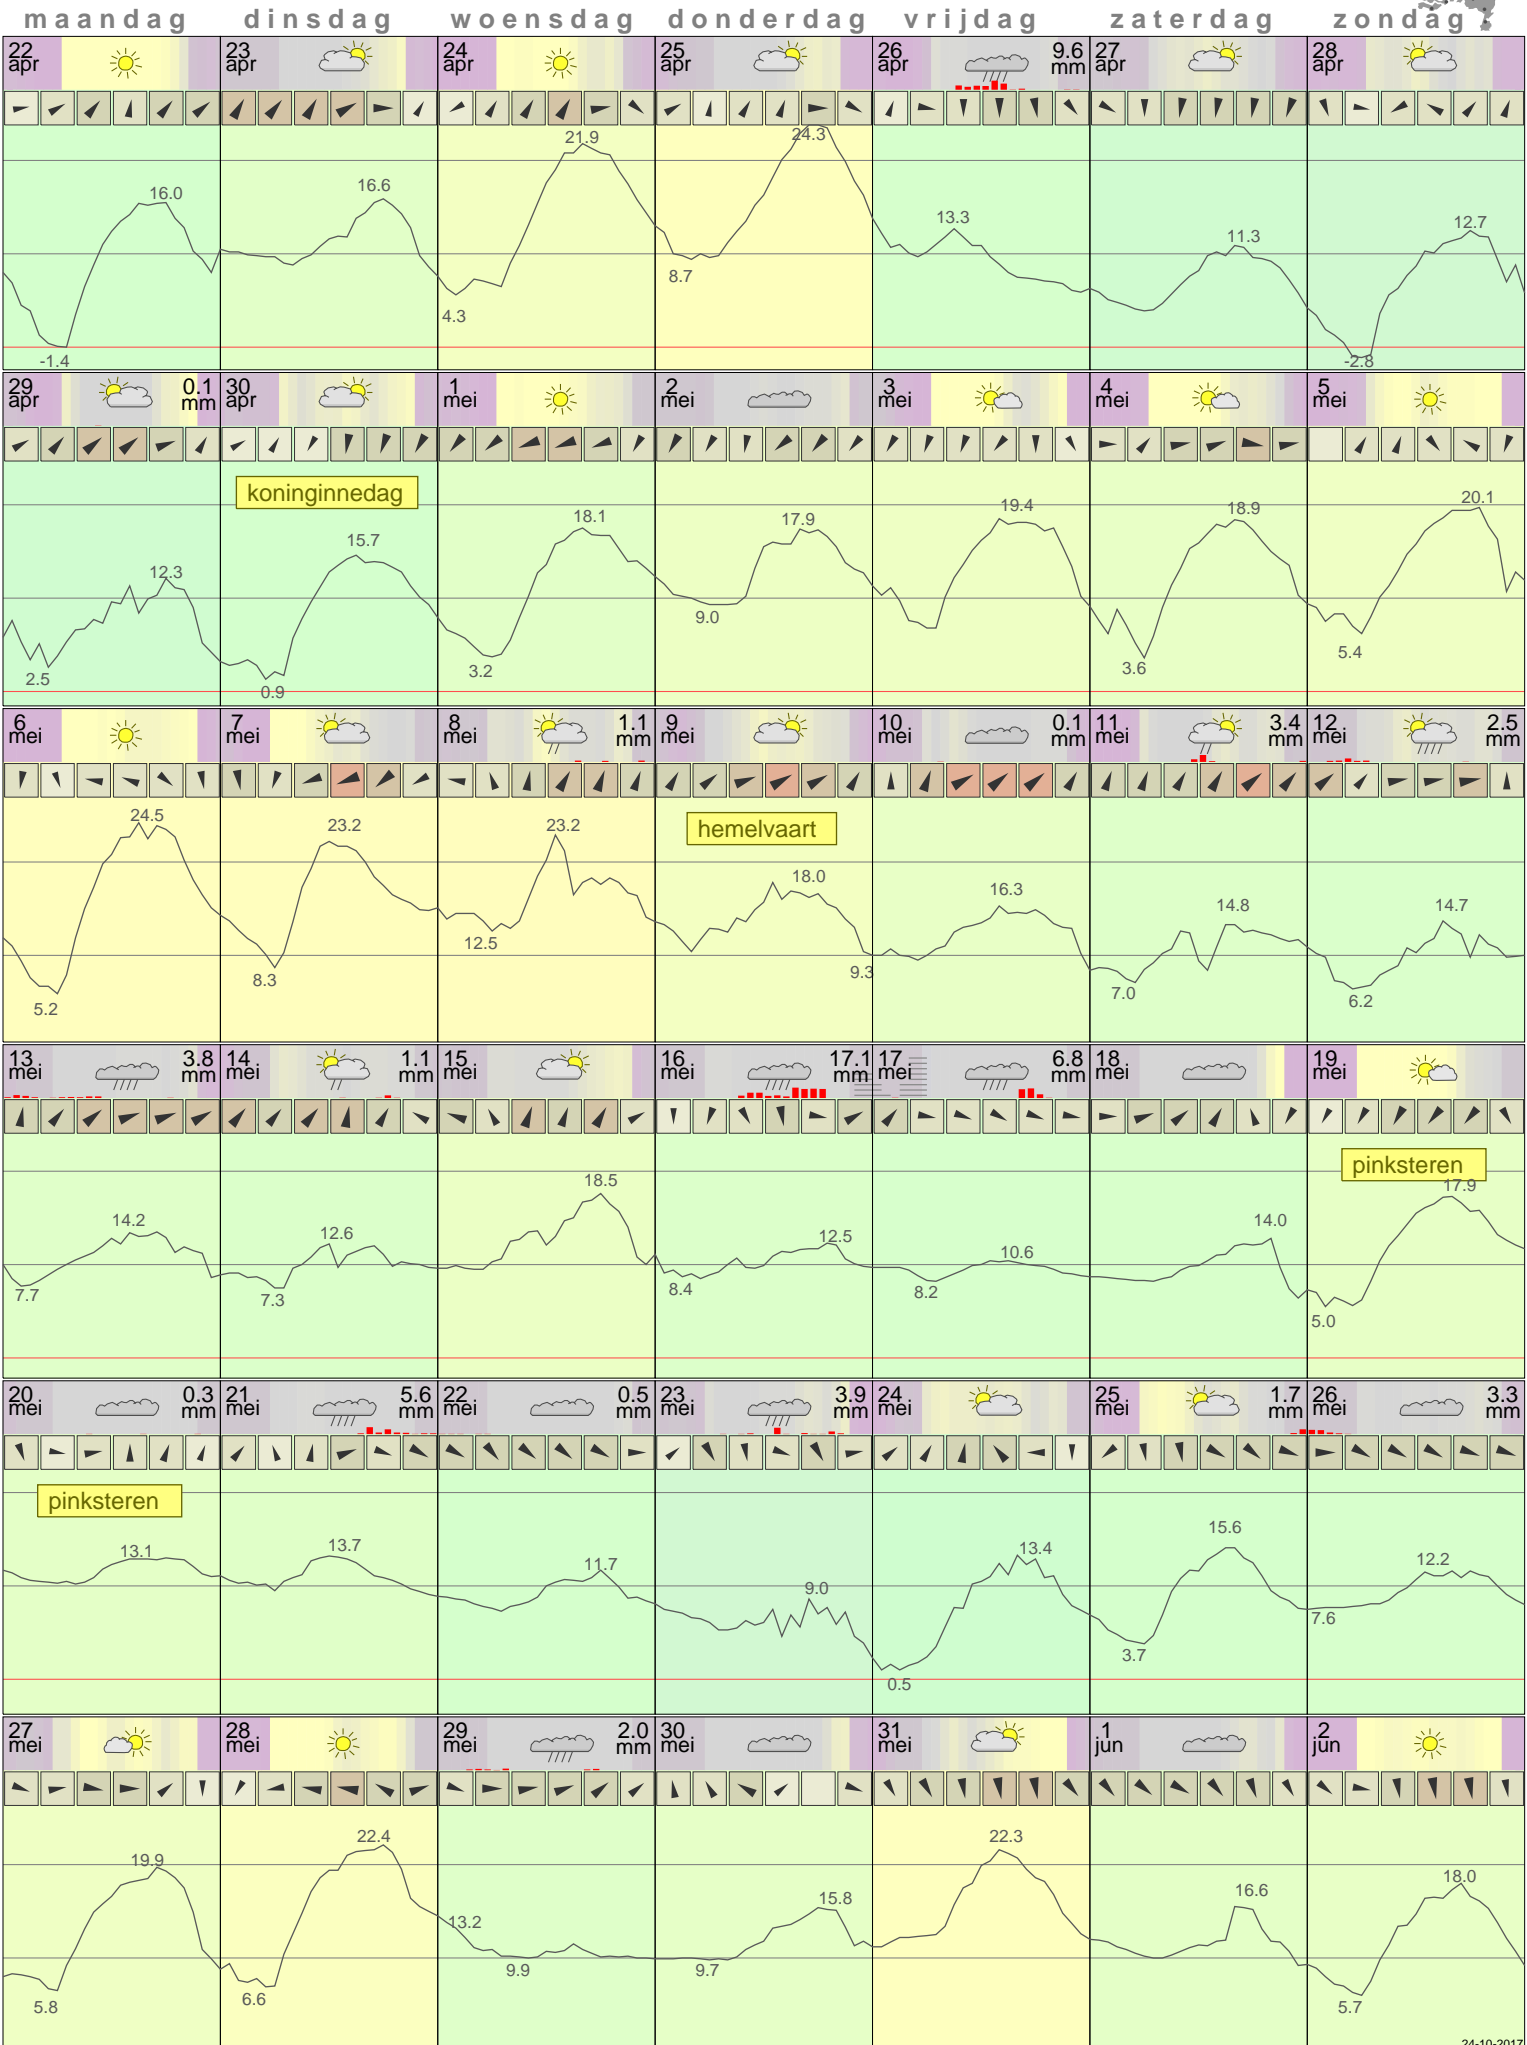 maandag dinsdag woensdag donderdag vrijdag zaterdag zondag
22 apr 23 apr 24 apr 25 apr 26 apr 9.6 mm 27 apr 28 apr
16.0 16.6 21.9 24.3 13.3 11.3 12.7
-1.4 4.3 8.7 -2.8
29 apr 0.1 mm 30 apr 1 mei 2 mei 3 mei 4 mei 5 mei
koninginnedag
12.3 15.7 18.1 17.9 19.4 18.9 20.1
2.5 0.9 3.2 9.0 3.6 5.4
6 mei 7 mei 8 mei 1.1 mm 9 mei 10 mei 0.1 mm 11 mei 3.4 mm 12 mei 2.5 mm
hemelvaart
24.5 23.2 23.2 18.0 16.3 14.8 14.7
5.2 8.3 12.5 9.3 7.0 6.2
13 mei 3.8 mm 14 mei 1.1 mm 15 mei 16 mei 17.1 mm 17 mei 6.8 mm 18 mei 19 mei
pinksteren
14.2 12.6 18.5 12.5 10.6 14.0 17.9
7.7 7.3 8.4 8.2 5.0
20 mei 0.3 mm 21 mei 5.6 mm 22 mei 0.5 mm 23 mei 3.9 mm 24 mei 25 mei 1.7 mm 26 mei 3.3 mm
pinksteren
13.1 13.7 11.7 9.0 13.4 15.6 12.2
0.5 3.7 7.6
27 mei 28 mei 29 mei 2.0 mm 30 mei 31 mei 1 jun 2 jun
19.9 22.4 13.2 15.8 22.3 16.6 18.0
5.8 6.6 9.9 9.7 5.7
24-10-2017